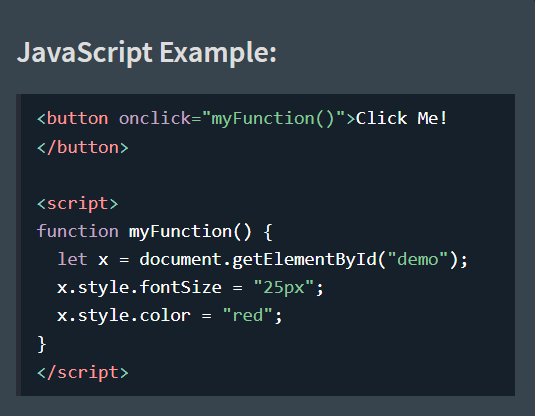 JavaScript Example:
<button onclick="myFunction()">Click Me!
</button>
<script>
function myFunction() {
let x = document.getElementById("demo");
x.style.fontSize = "25px";
x.style.color = "red";
}
</script>